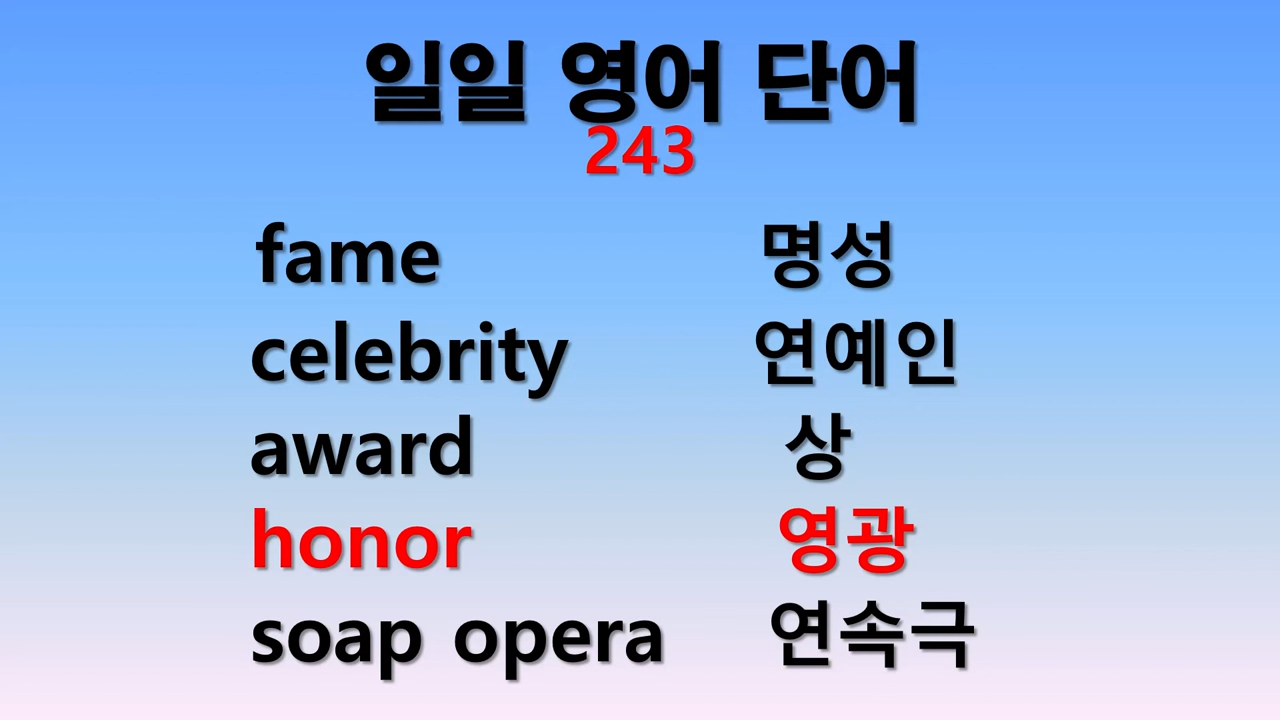 일일 영어 단어
243
fame 명성
celebrity 연예인
award 상
honor 영광
soap opera 연속극